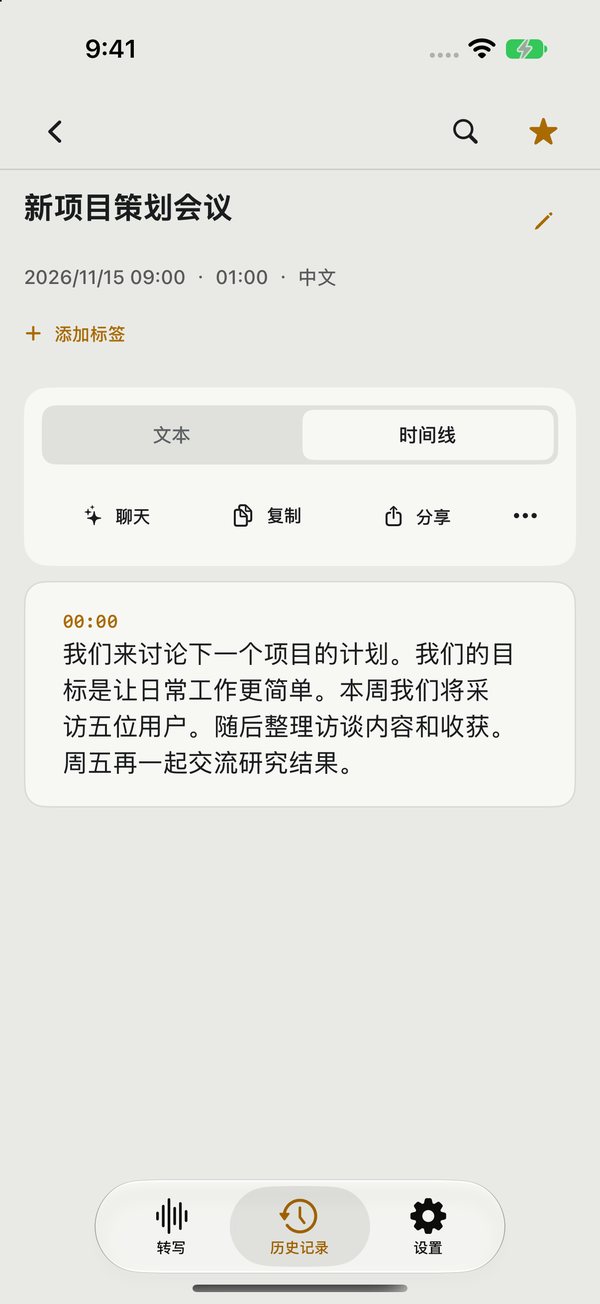 9:41
新项目策划会议
2026/11/15 09:00 · 01:00 · 中文
+ 添加标签
文本
时间线
聊天
复制
分享
00:00
我们来讨论下一个项目的计划。我们的目
标是让日常工作更简单。本周我们将采
访五位用户。随后整理访谈内容和收获。
周五再一起交流研究结果。
转写
历史记录
设置